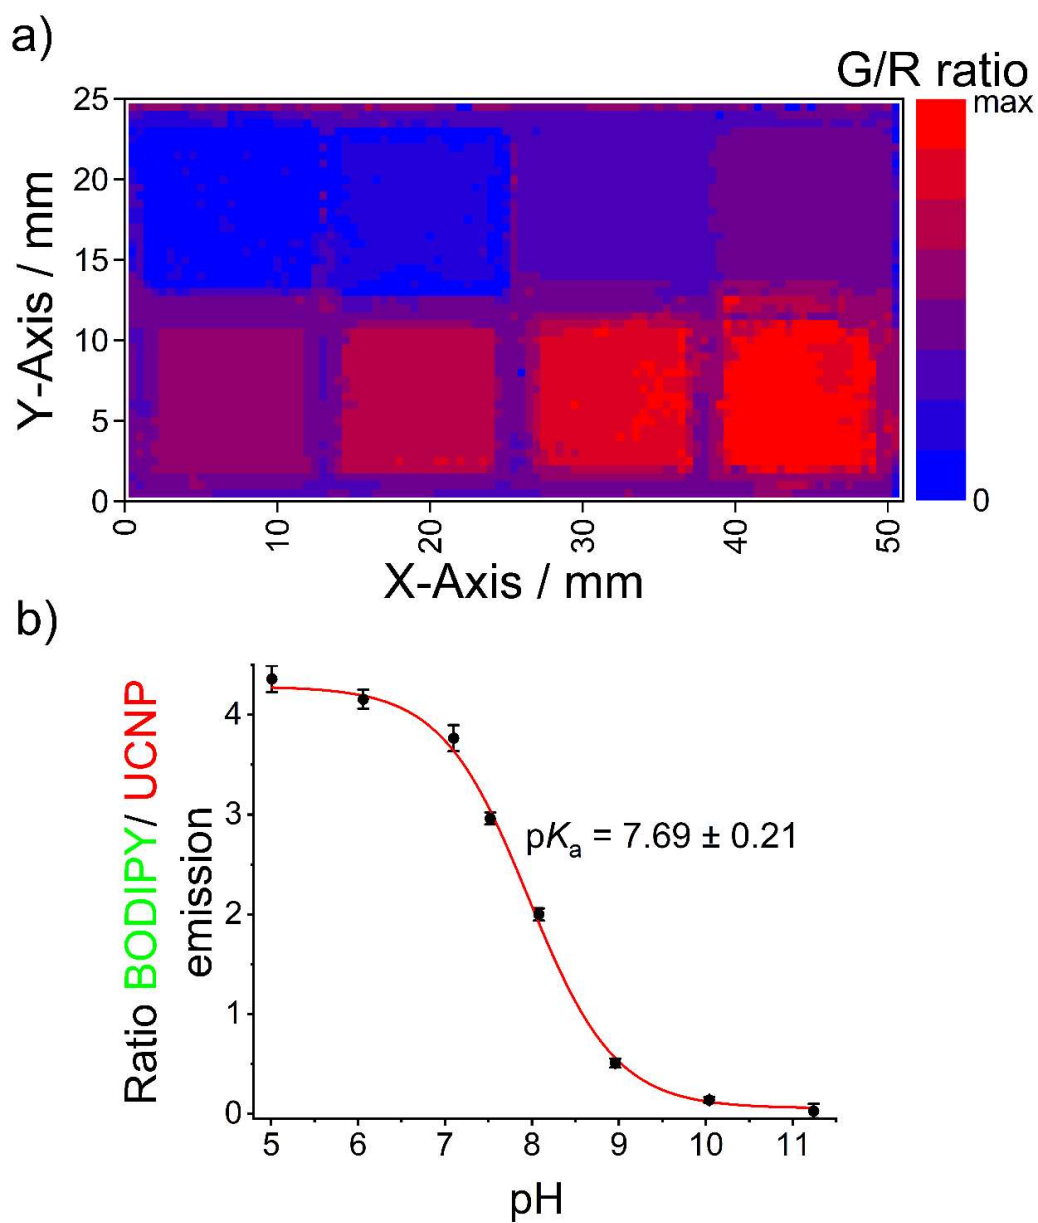 a)
G/R ratio
max
0
25
20
15
10
5
0
Y-Axis / mm
0
10
20
30
40
50
X-Axis / mm
b)
Ratio BODIPY/ UCNP
emission
4
3
2
1
0
pKa = 7.69 ± 0.21
5
6
7
8
9
10
11
pH